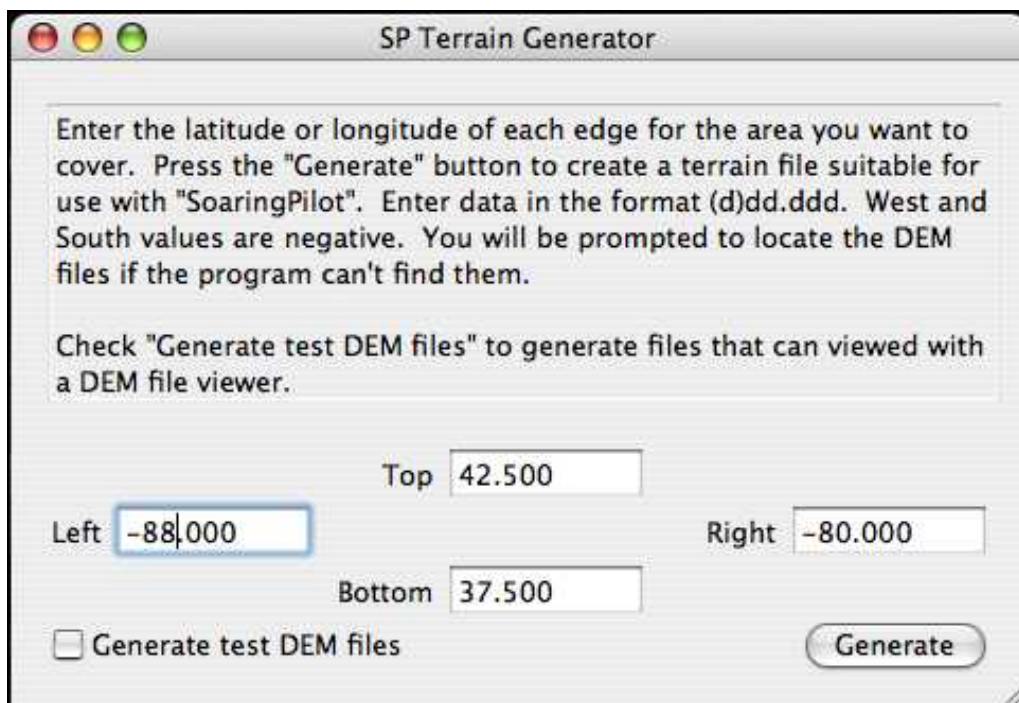 SP Terrain Generator
Enter the latitude or longitude of each edge for the area you want to
cover.  Press the "Generate" button to create a terrain file suitable for
use with "SoaringPilot".  Enter data in the format (d)dd.ddd.  West and
South values are negative.  You will be prompted to locate the DEM
files if the program can't find them.
Check "Generate test DEM files" to generate files that can viewed with
a DEM file viewer.
Top 42.500
Left -88.000 Right -80.000
Bottom 37.500
Generate test DEM files Generate